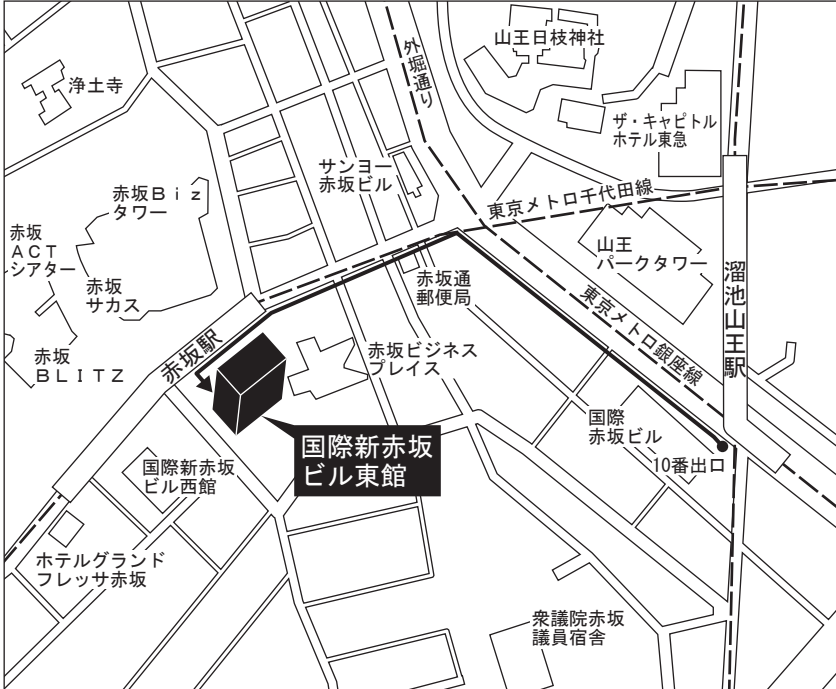 山王日枝神社
外堀通り
浄土寺
ザ・キャピトル
ホテル東急
サンヨー
赤坂ビル
赤坂Ｂｉｚ
タワー
東京メトロ千代田線
赤坂
ＡＣＴ
シアター
山王
パークタワー
赤坂
サカス
赤坂通
郵便局
溜池山王駅
東京メトロ銀座線
赤坂駅
赤坂
ＢＬＩＴＺ
赤坂ビジネス
プレイス
国際
赤坂ビル
国際新赤坂
ビル東館
10番出口
国際新赤坂
ビル西館
ホテルグランド
フレッサ赤坂
衆議院赤坂
議員宿舎